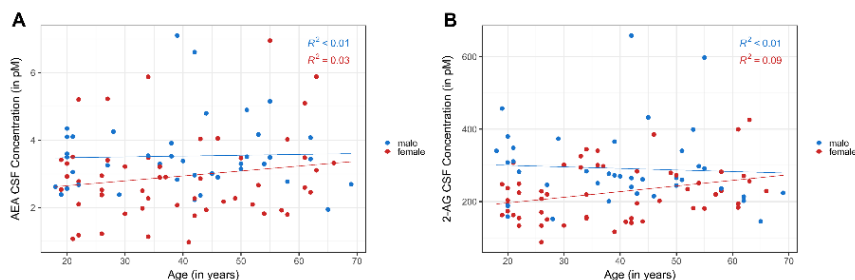 A
AEA CSF Concentration (in pM)
6
4
2
20
30
40
50
60
70
Age (in years)
R² < 0.01
R² = 0.03
malo
female
B
2-AG CSF Concentration (in pM)
600
400
200
20
30
40
50
60
70
Age (in years)
R² < 0.01
R² = 0.09
malo
female